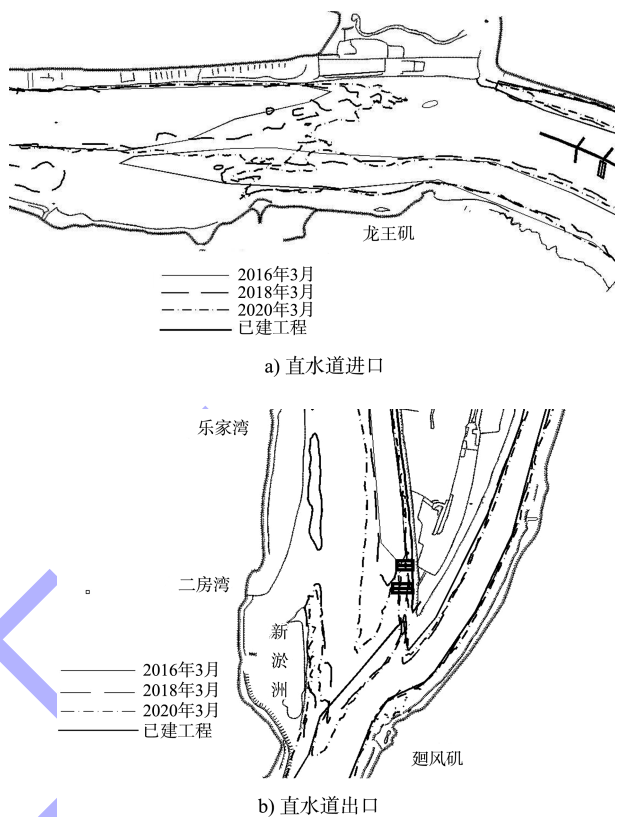 龙王矶
2016年3月
2018年3月
2020年3月
已建工程
a) 直水道进口
乐家湾
二房湾
新淤洲
2016年3月
2018年3月
2020年3月
已建工程
廻风矶
b) 直水道出口